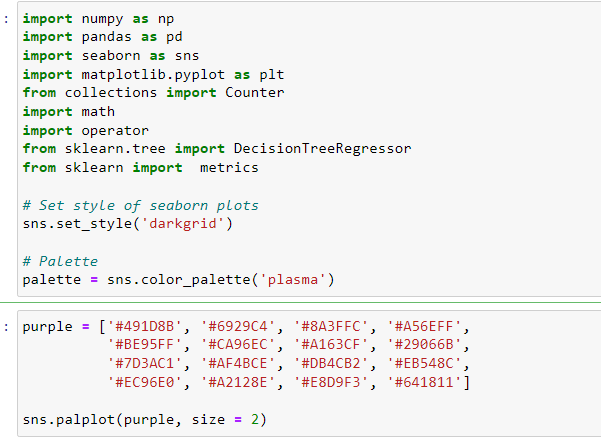 :
import numpy as np
import pandas as pd
import seaborn as sns
import matplotlib.pyplot as plt
from collections import Counter
import math
import operator
from sklearn.tree import DecisionTreeRegressor
from sklearn import  metrics
# Set style of seaborn plots
sns.set_style('darkgrid')
# Palette
palette = sns.color_palette('plasma')
:
purple = ['#491D8B', '#6929C4', '#8A3FFC', '#A56EFF',
'#BE95FF', '#CA96EC', '#A163CF', '#29066B',
'#7D3AC1', '#AF4BCE', '#DB4CB2', '#EB548C',
'#EC96E0', '#A2128E', '#E8D9F3', '#641811']
sns.palplot(purple, size = 2)